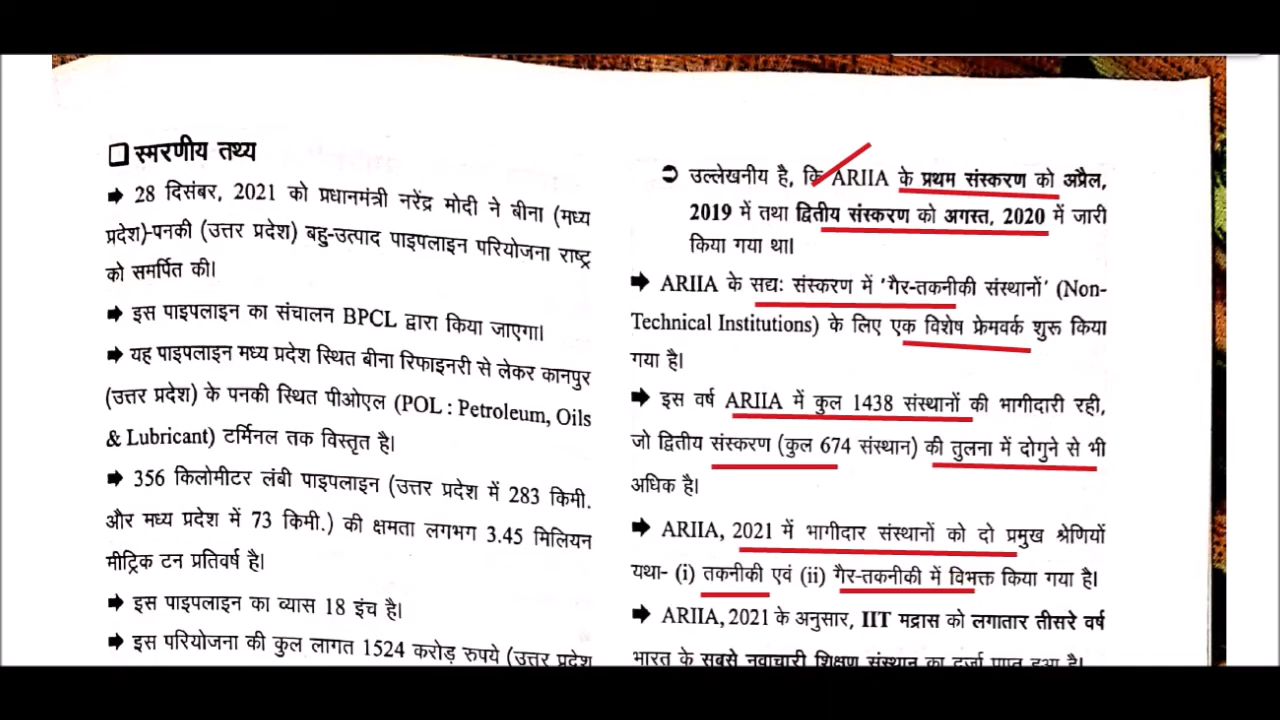 ❑ स्मरणीय तथ्य
➡ 28 दिसंबर, 2021 को प्रधानमंत्री नरेंद्र मोदी ने बीना (मध्य
प्रदेश)-पनकी (उत्तर प्रदेश) बहु-उत्पाद पाइपलाइन परियोजना राष्ट्र
को समर्पित की।
➡ इस पाइपलाइन का संचालन BPCL द्वारा किया जाएगा।
➡ यह पाइपलाइन मध्य प्रदेश स्थित बीना रिफाइनरी से लेकर कानपुर
(उत्तर प्रदेश) के पनकी स्थित पीओएल (POL : Petroleum, Oils
& Lubricant) टर्मिनल तक विस्तृत है।
➡ 356 किलोमीटर लंबी पाइपलाइन (उत्तर प्रदेश में 283 किमी.
और मध्य प्रदेश में 73 किमी.) की क्षमता लगभग 3.45 मिलियन
मीट्रिक टन प्रतिवर्ष है।
➡ इस पाइपलाइन का व्यास 18 इंच है।
➡ इस परियोजना की कुल लागत 1524 करोड़ रुपये (उत्तर प्रदेश
➲ उल्लेखनीय है, कि ARIIA के प्रथम संस्करण को अप्रैल,
2019 में तथा द्वितीय संस्करण को अगस्त, 2020 में जारी
किया गया था।
➡ ARIIA के सद्यः संस्करण में 'गैर-तकनीकी संस्थानों' (Non-
Technical Institutions) के लिए एक विशेष फ्रेमवर्क शुरू किया
गया है।
➡ इस वर्ष ARIIA में कुल 1438 संस्थानों की भागीदारी रही,
जो द्वितीय संस्करण (कुल 674 संस्थान) की तुलना में दोगुने से भी
अधिक है।
➡ ARIIA, 2021 में भागीदार संस्थानों को दो प्रमुख श्रेणियों
यथा- (i) तकनीकी एवं (ii) गैर-तकनीकी में विभक्त किया गया है।
➡ ARIIA, 2021 के अनुसार, IIT मद्रास को लगातार तीसरे वर्ष
भारत के सबसे नवाचारी शिक्षण संस्थान का दर्जा प्राप्त हुआ है।